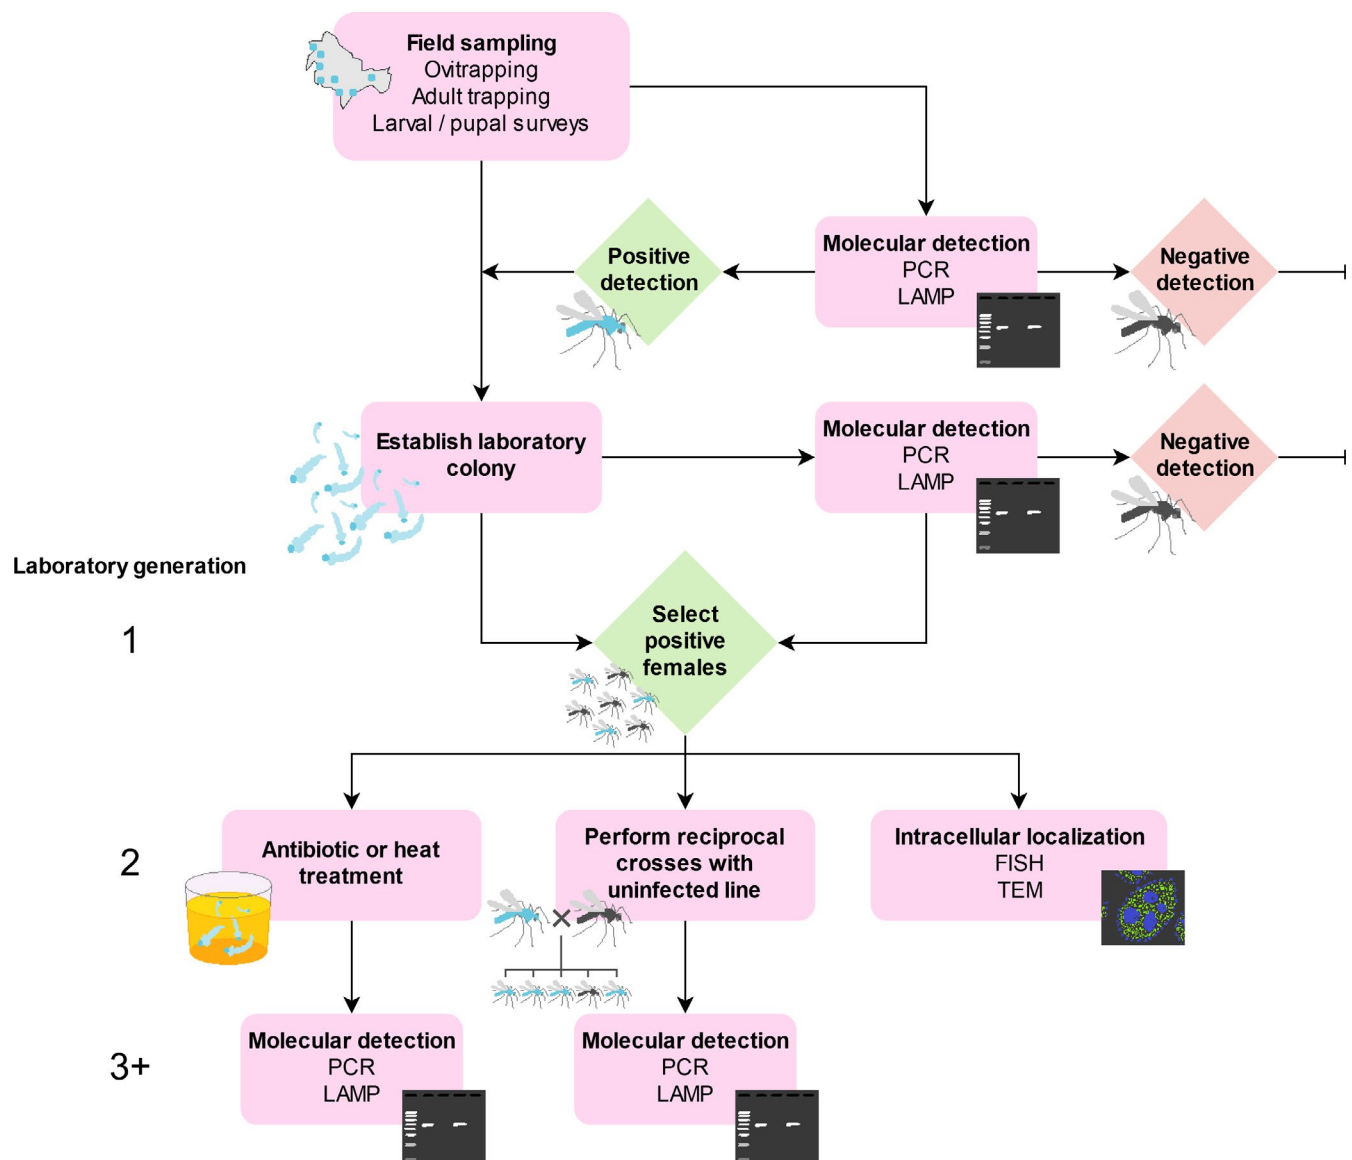 Field sampling
Ovitrapping
Adult trapping
Larval / pupal surveys
Positive
detection
Molecular detection
PCR
LAMP
Negative
detection
Establish laboratory
colony
Molecular detection
PCR
LAMP
Negative
detection
Laboratory generation
1
Select
positive
females
2
Antibiotic or heat
treatment
Perform reciprocal
crosses with
uninfected line
Intracellular localization
FISH
TEM
3+
Molecular detection
PCR
LAMP
Molecular detection
PCR
LAMP